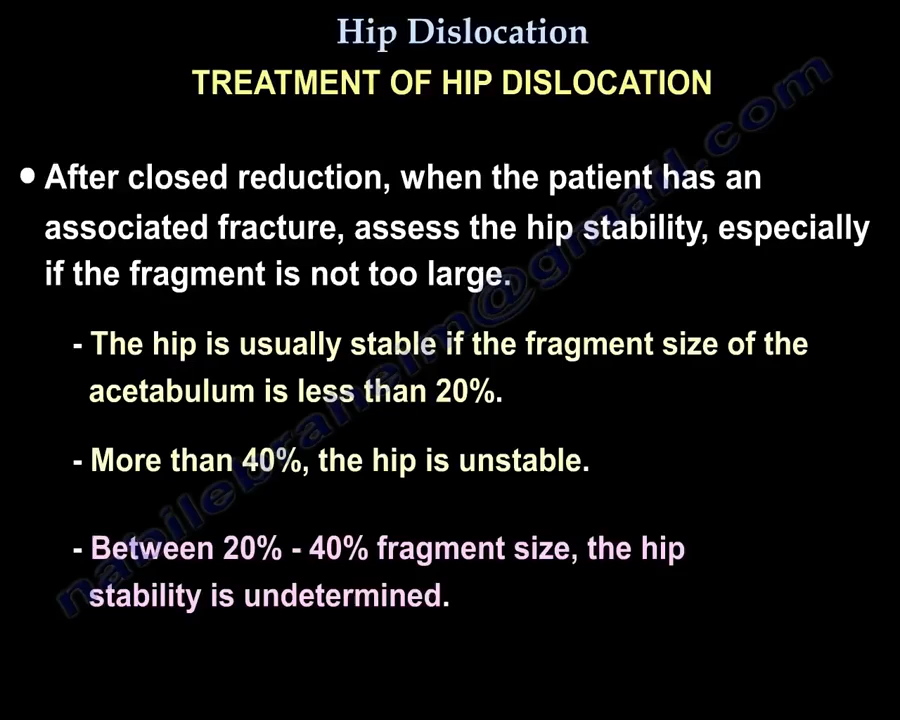 Hip Dislocation
TREATMENT OF HIP DISLOCATION
• After closed reduction, when the patient has an
associated fracture, assess the hip stability, especially
if the fragment is not too large.
- The hip is usually stable if the fragment size of the
acetabulum is less than 20%.
- More than 40%, the hip is unstable.
- Between 20% - 40% fragment size, the hip
stability is undetermined.
nabilebraheim@gmail.com